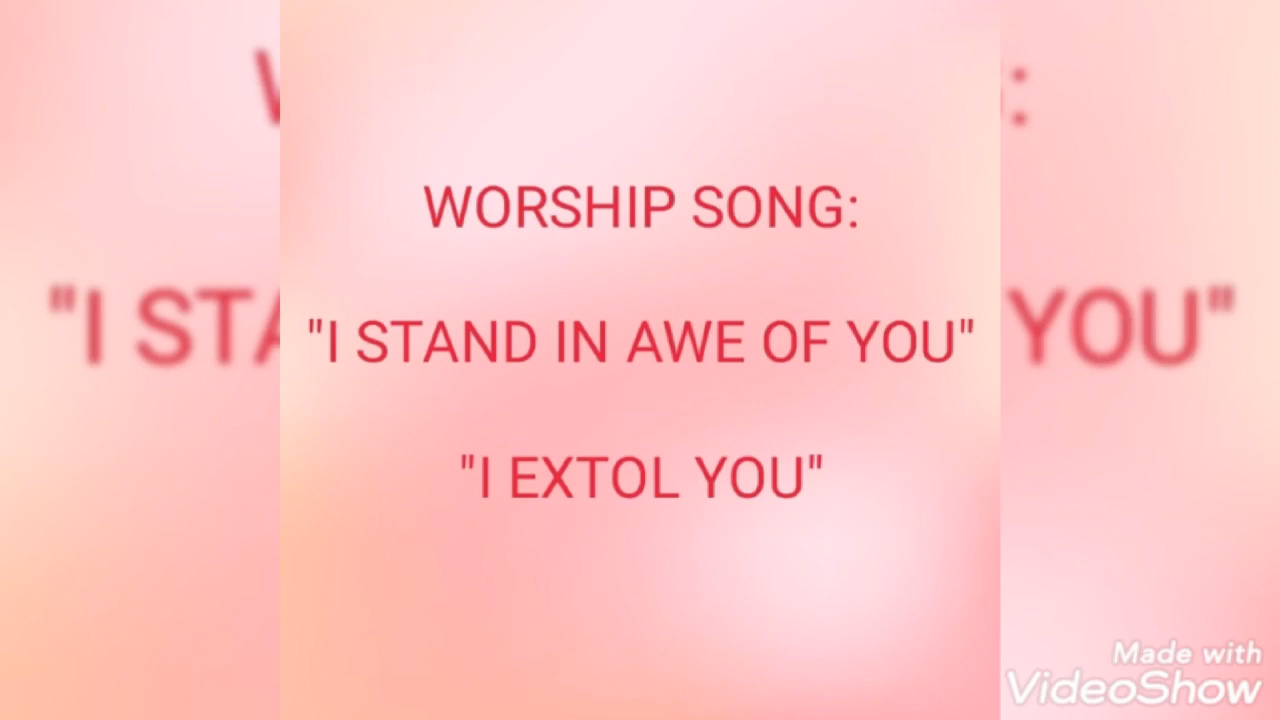 WORSHIP SONG:
"I STAND IN AWE OF YOU"
"I EXTOL YOU"
Made with
VideoShow